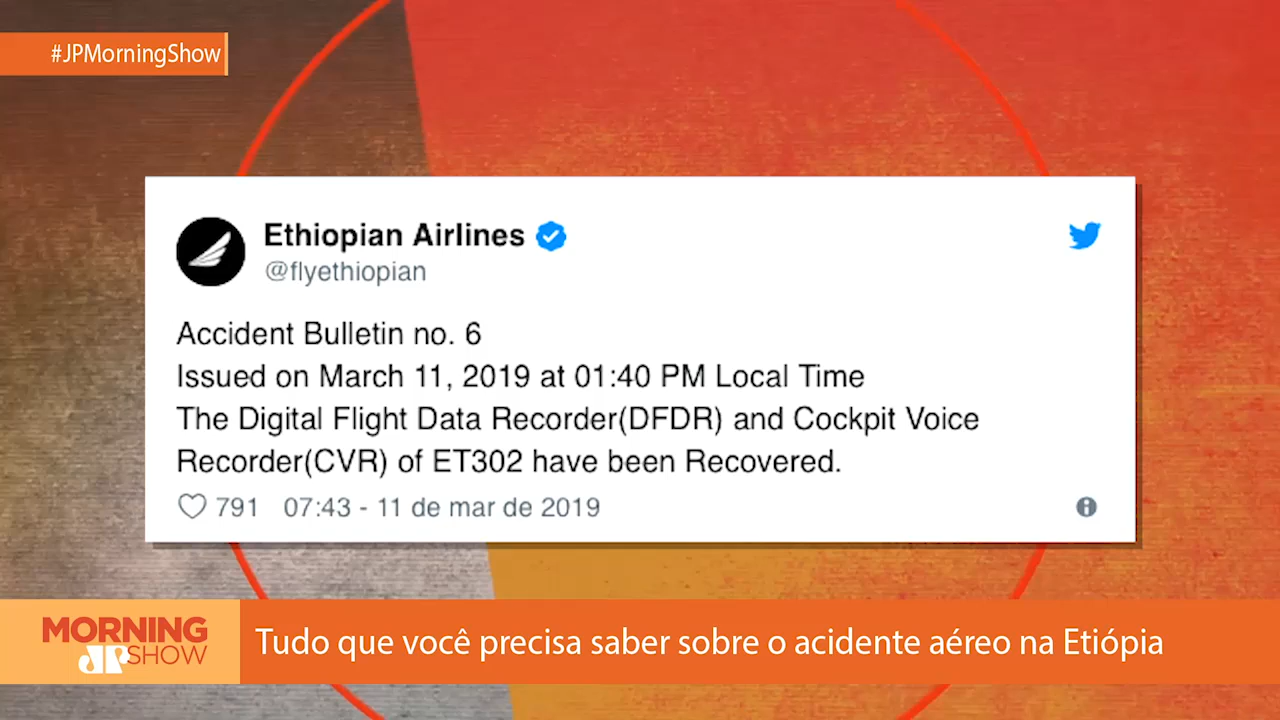 #JPMorningShow
Ethiopian Airlines
@flyethiopian
Accident Bulletin no. 6
Issued on March 11, 2019 at 01:40 PM Local Time
The Digital Flight Data Recorder(DFDR) and Cockpit Voice
Recorder(CVR) of ET302 have been Recovered.
791 07:43 - 11 de mar de 2019
MORNING
JP SHOW
Tudo que você precisa saber sobre o acidente aéreo na Etiópia